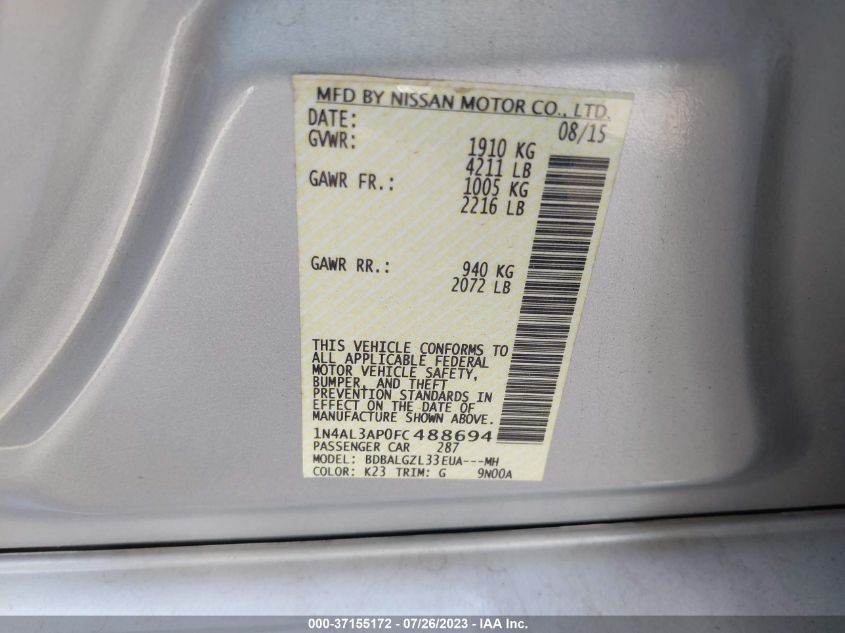 MFD BY NISSAN MOTOR CO., LTD.
DATE: 08/15
GVWR: 1910 KG
4211 LB
GAWR FR.: 1005 KG
2216 LB
GAWR RR.: 940 KG
2072 LB
THIS VEHICLE CONFORMS TO
ALL APPLICABLE FEDERAL
MOTOR VEHICLE SAFETY,
BUMPER, AND THEFT
PREVENTION STANDARDS IN
EFFECT ON THE DATE OF
MANUFACTURE SHOWN ABOVE.
1N4AL3AP0FC488694
PASSENGER CAR 287
MODEL: BDBALGZL33EUA---MH
COLOR: K23 TRIM: G 9N00A
000-37155172 - 07/26/2023 - IAA Inc.